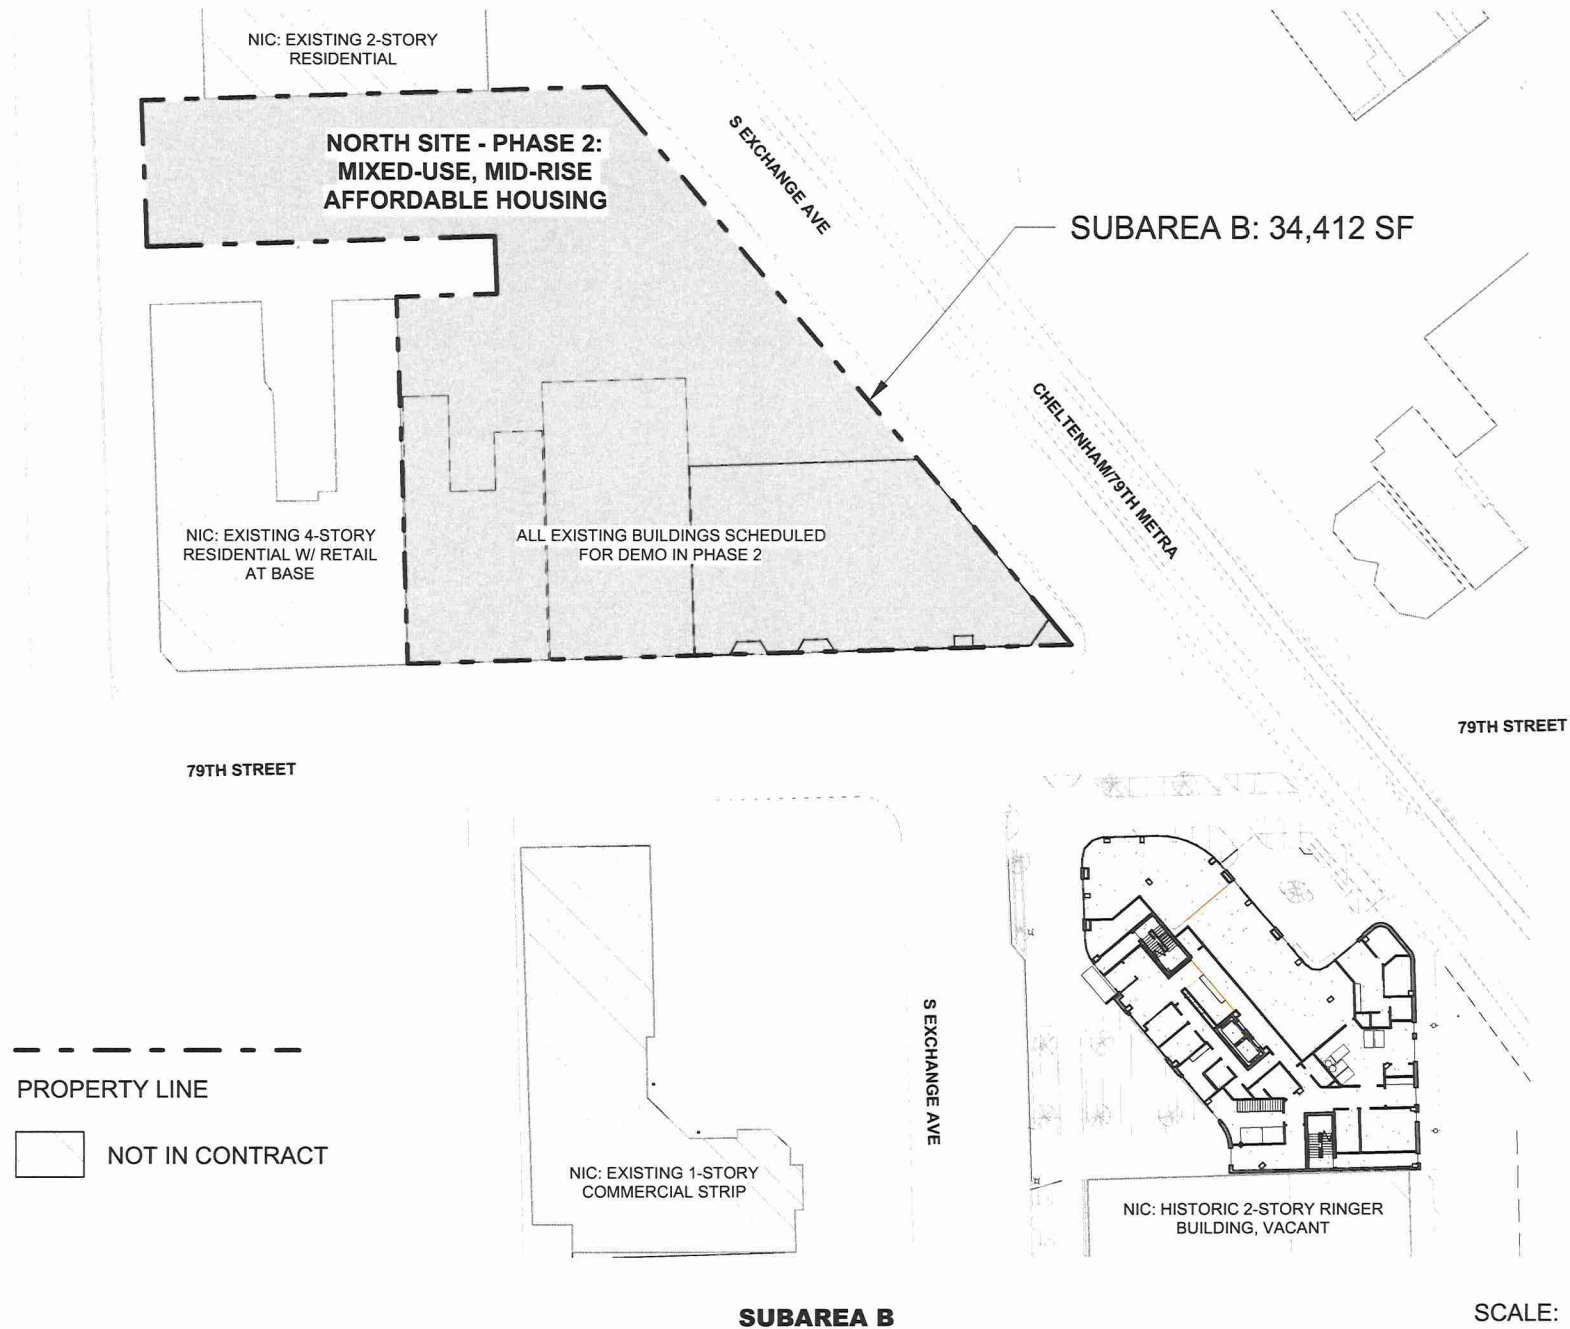 NIC: EXISTING 2-STORY
RESIDENTIAL
NORTH SITE - PHASE 2:
MIXED-USE, MID-RISE
AFFORDABLE HOUSING
S EXCHANGE AVE
SUBAREA B: 34,412 SF
CHELTENHAM/79TH METRA
NIC: EXISTING 4-STORY
RESIDENTIAL W/ RETAIL
AT BASE
ALL EXISTING BUILDINGS SCHEDULED
FOR DEMO IN PHASE 2
79TH STREET
79TH STREET
S EXCHANGE AVE
PROPERTY LINE
NOT IN CONTRACT
NIC: EXISTING 1-STORY
COMMERCIAL STRIP
NIC: HISTORIC 2-STORY RINGER
BUILDING, VACANT
SUBAREA B
SCALE: